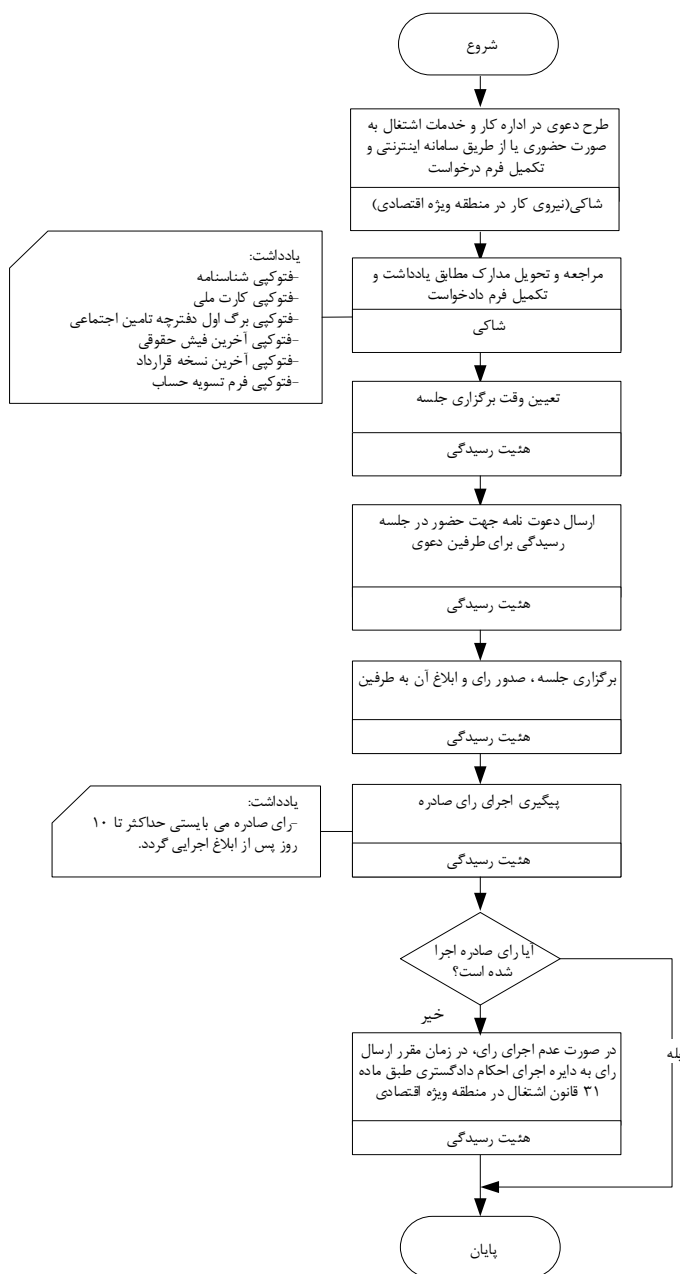 شروع
طرح دعوی در اداره کار و خدمات اشتغال به
صورت حضوری یا از طریق سامانه اینترنتی و
تکمیل فرم درخواست
شاکی(نیروی کار در منطقه ویژه اقتصادی)
مراجعه و تحویل مدارک مطابق یادداشت و
تکمیل فرم دادخواست
شاکی
یادداشت:
-فتوکپی شناسنامه
-فتوکپی کارت ملی
-فتوکپی برگ اول دفترچه تامین اجتماعی
-فتوکپی آخرین فیش حقوقی
-فتوکپی آخرین نسخه قرارداد
-فتوکپی فرم تسویه حساب
تعیین وقت برگزاری جلسه
هئیت رسیدگی
ارسال دعوت نامه جهت حضور در جلسه
رسیدگی برای طرفین دعوی
هئیت رسیدگی
برگزاری جلسه ، صدور رای و ابلاغ آن به طرفین
هئیت رسیدگی
پیگیری اجرای رای صادره
هئیت رسیدگی
یادداشت:
-رای صادره می بایستی حداکثر تا ۱۰
روز پس از ابلاغ اجرایی گردد.
آیا رای صادره اجرا
شده است؟
خیر
بله
در صورت عدم اجرای رای، در زمان مقرر ارسال
رای به دایره اجرای احکام دادگستری طبق ماده
۳۱ قانون اشتغال در منطقه ویژه اقتصادی
هئیت رسیدگی
پایان